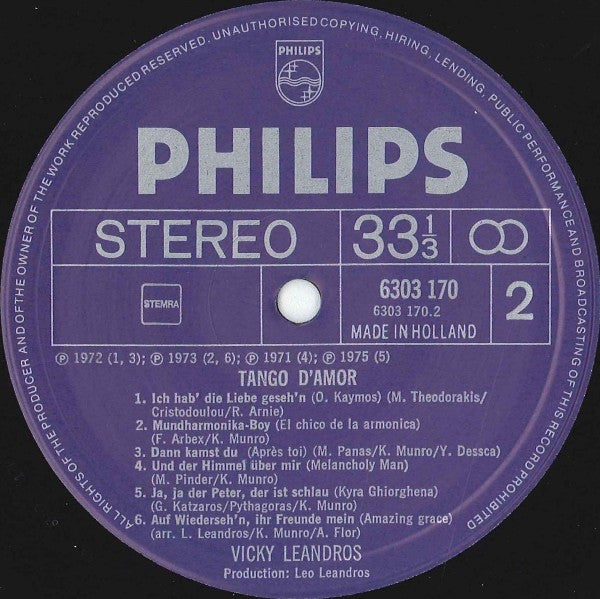 ALL RIGHTS OF THE PRODUCER AND OF THE OWNER OF THE WORK REPRODUCED RESERVED. UNAUTHORISED COPYING, HIRING, LENDING, PUBLIC PERFORMANCE AND BROADCASTING OF THIS RECORD PROHIBITED
PHILIPS
PHILIPS
STEREO 33 1/3
STEMRA
6303 170
6303 170.2
MADE IN HOLLAND
2
Ⓟ 1972 (1, 3); Ⓟ 1973 (2, 6); Ⓟ 1971 (4); Ⓟ 1975 (5)
TANGO D'AMOR
1. Ich hab' die Liebe geseh'n (O. Kaymos) (M. Theodorakis/
Cristodoulou/R. Arnie)
2. Mundharmonika-Boy (El chico de la armonica)
(F. Arbex/K. Munro)
3. Dann kamst du (Après toi) (M. Panas/K. Munro/Y. Dessca)
4. Und der Himmel über mir (Melancholy Man)
(M. Pinder/K. Munro)
5. Ja, ja der Peter, der ist schlau (Kyra Ghiorghena)
(G. Katzaros/Pythagoras/K. Munro)
6. Auf Wiederseh'n, ihr Freunde mein (Amazing grace)
(arr. L. Leandros/K. Munro/A. Flor)
VICKY LEANDROS
Production: Leo Leandros